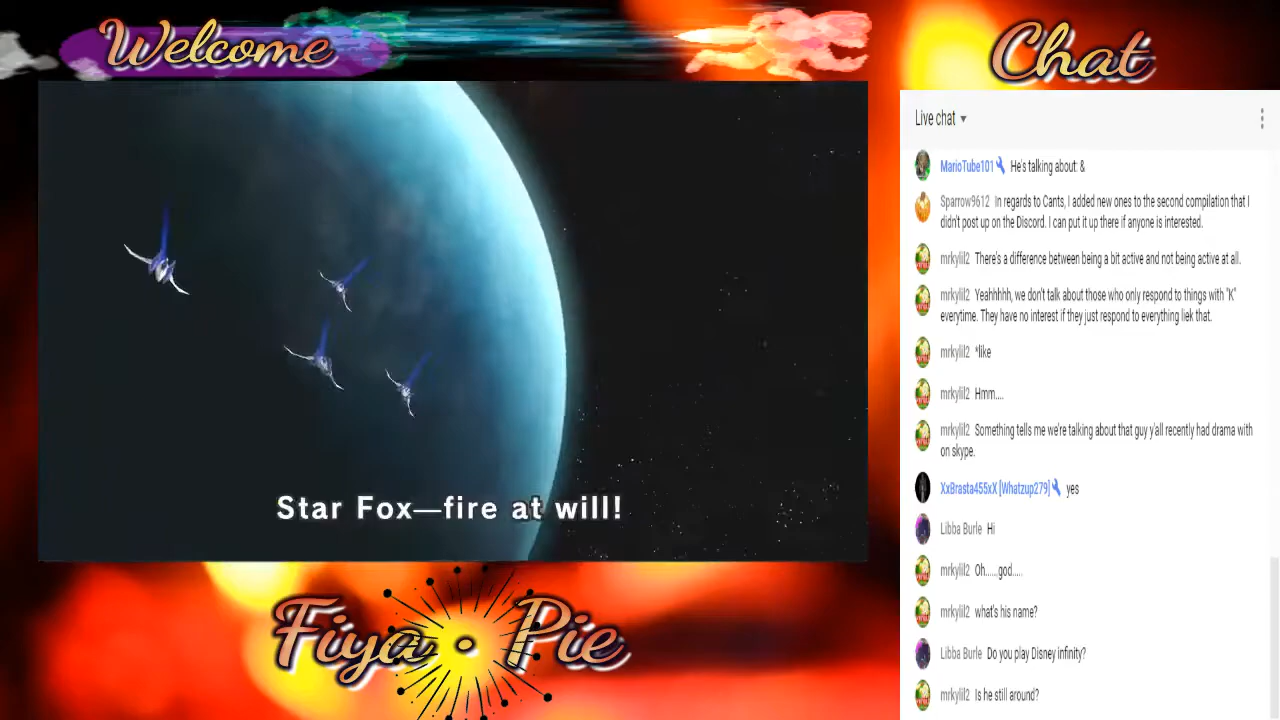 Welcome
Chat
Live chat
MarioTube101 He's talking about: &
Sparrow9612 In regards to Cants, I added new ones to the second compilation that I
didn't post up on the Discord. I can put it up there if anyone is interested.
mrkylil2 There's a difference between being a bit active and not being active at all.
mrkylil2 Yeahhhhh, we don't talk about those who only respond to things with "K"
everytime. They have no interest if they just respond to everything liek that.
mrkylil2 *like
mrkylil2 Hmm....
mrkylil2 Something tells me we're talking about that guy y'all recently had drama with
on skype.
XxBrasta455xX [Whatzup279] yes
Libba Burle Hi
mrkylil2 Oh......god.....
mrkylil2 what's his name?
Libba Burle Do you play Disney infinity?
mrkylil2 Is he still around?
Star Fox—fire at will!
Fiya • Pie